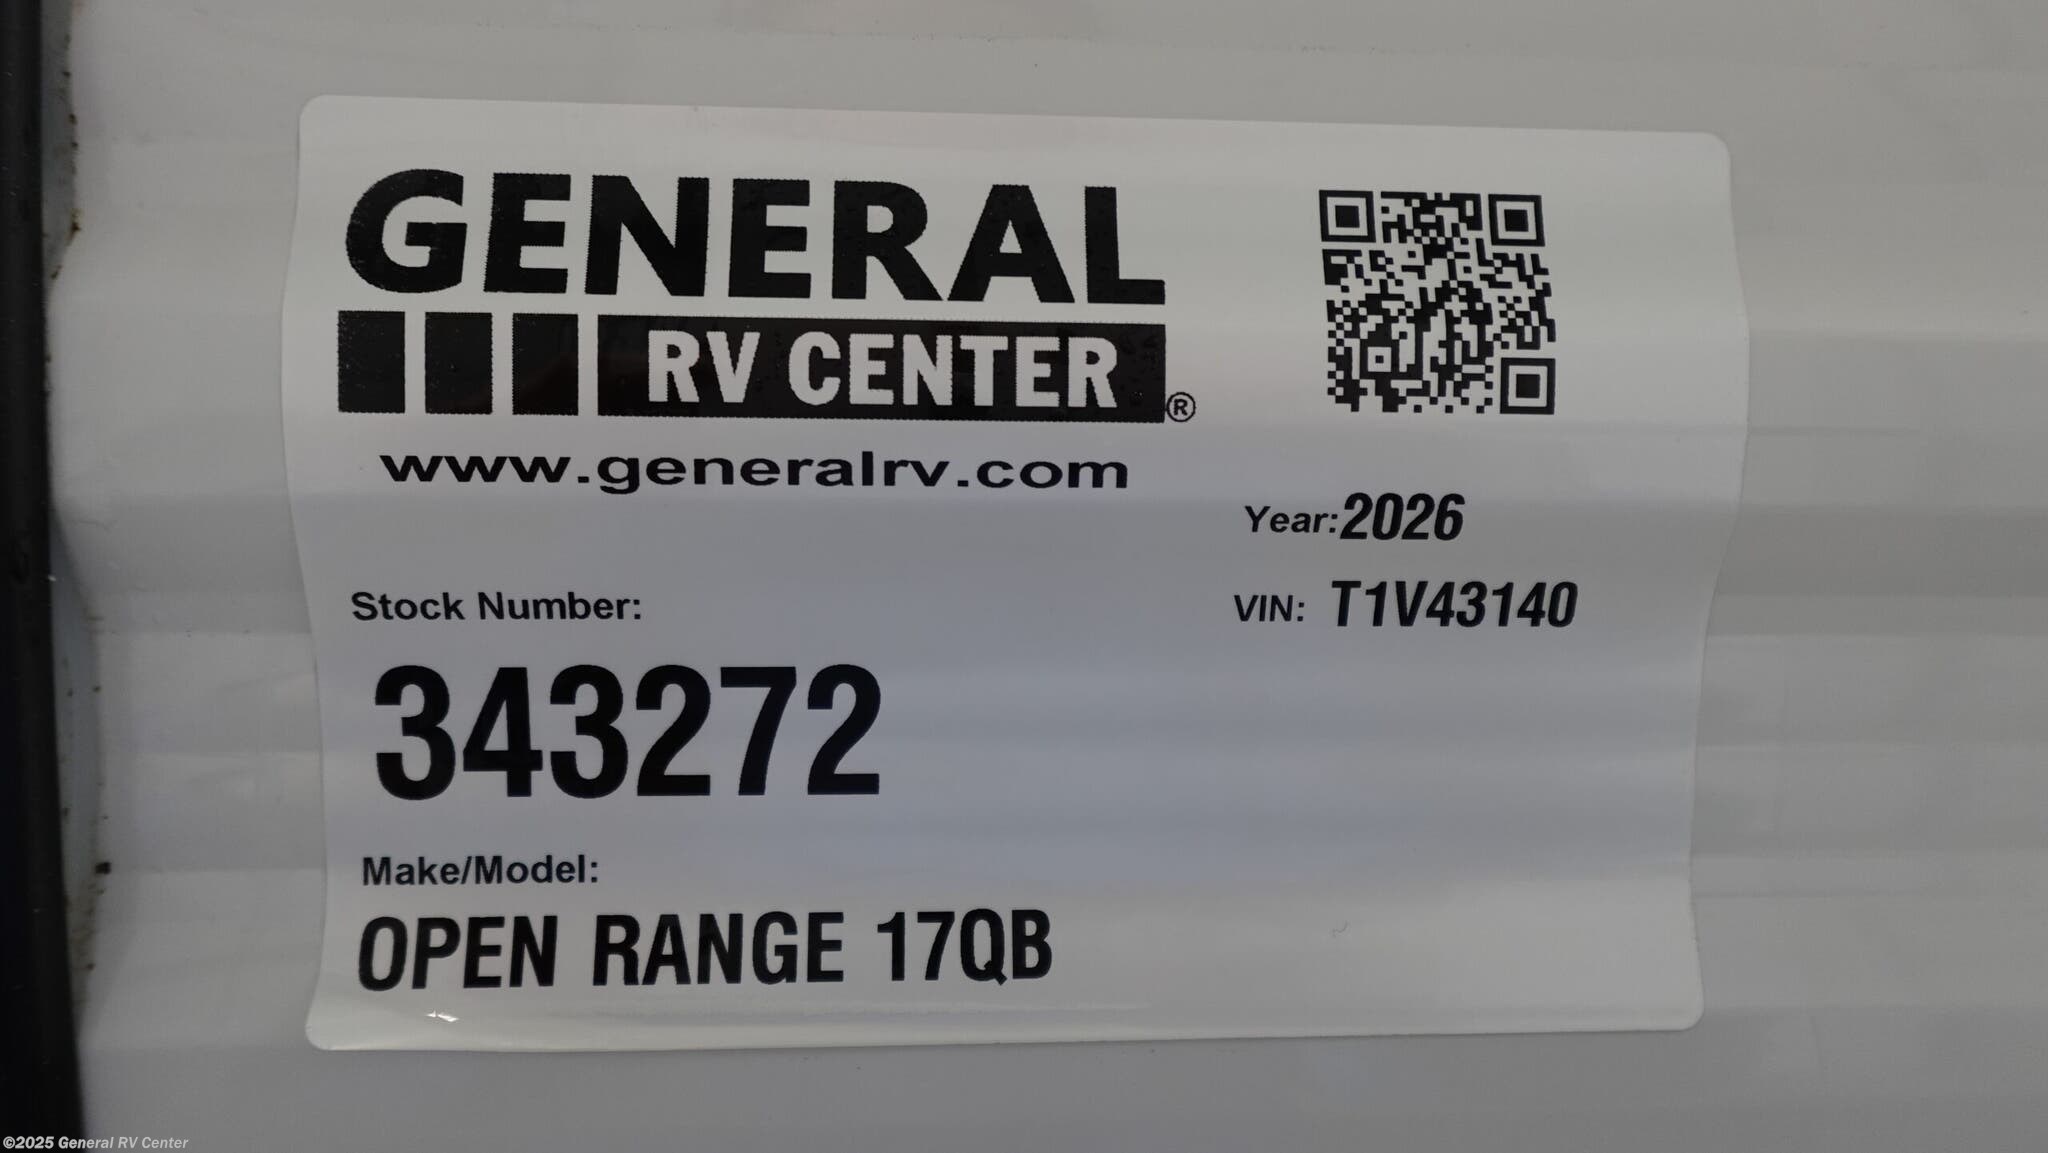 GENERAL
RV CENTER®
www.generalrv.com
Year: 2026
VIN: T1V43140
Stock Number:
343272
Make/Model:
OPEN RANGE 17QB
©2025 General RV Center